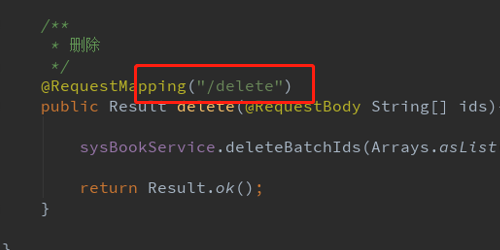 /**
* 删除
*/
@RequestMapping("/delete")
public Result delete(@RequestBody String[] ids){
sysBookService.deleteBatchIds(Arrays.asList
return Result.ok();
}
}